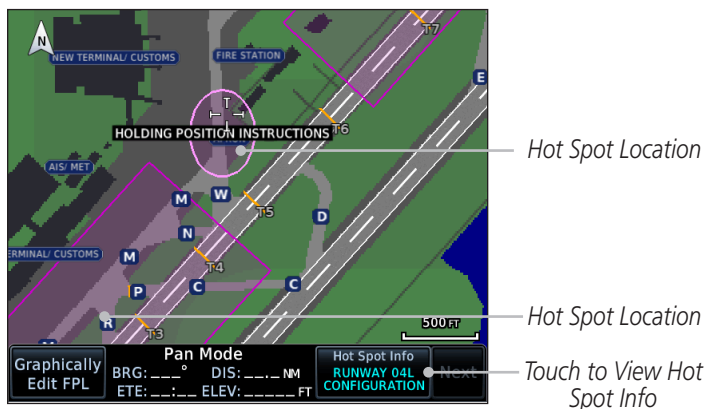 N
T7
NEW TERMINAL/ CUSTOMS
FIRE STATION
E
T
HOLDING POSITION INSTRUCTIONS
T6
Hot Spot Location
AIS/ MET
M
W
T5
D
N
ERMINAL/ CUSTOMS
M
T4
P
C
C
R
T3
500 FT
Hot Spot Location
Graphically
Edit FPL
Pan Mode
BRG: ___° DIS: __._ NM
ETE: __:__ ELEV: _____ FT
Hot Spot Info
RUNWAY 04L
CONFIGURATION
Next
Touch to View Hot
Spot Info